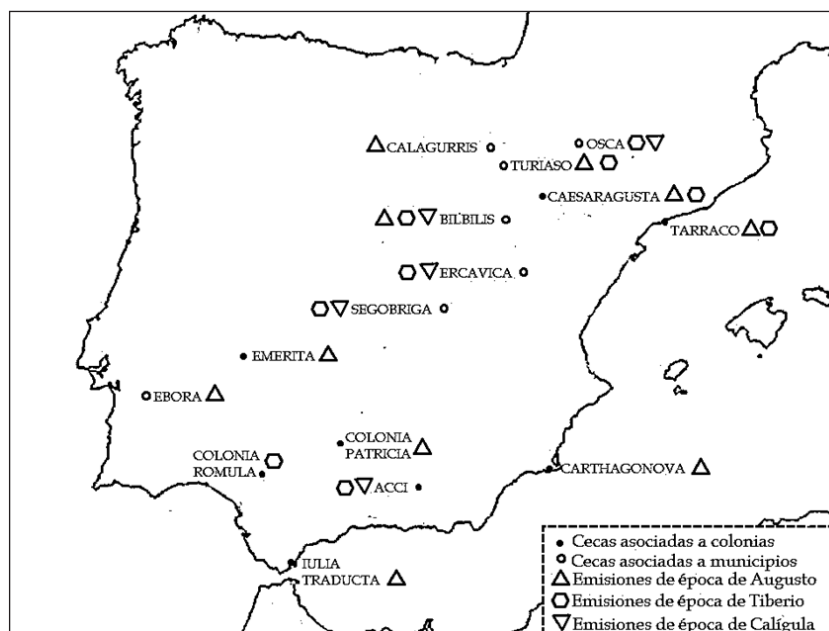 CALAGURRIS
OSCA
TURIASO
CAESARAGUSTA
BILBILIS
TARRACO
ERCAVICA
SEGOBRIGA
EMERITA
EBORA
COLONIA
PATRICIA
COLONIA
ROMULA
CARTHAGONOVA
ACCI
IULIA
TRADUCTA
Cecas asociadas a colonias
Cecas asociadas a municipios
Emisiones de época de Augusto
Emisiones de época de Tiberio
Emisiones de época de Calígula